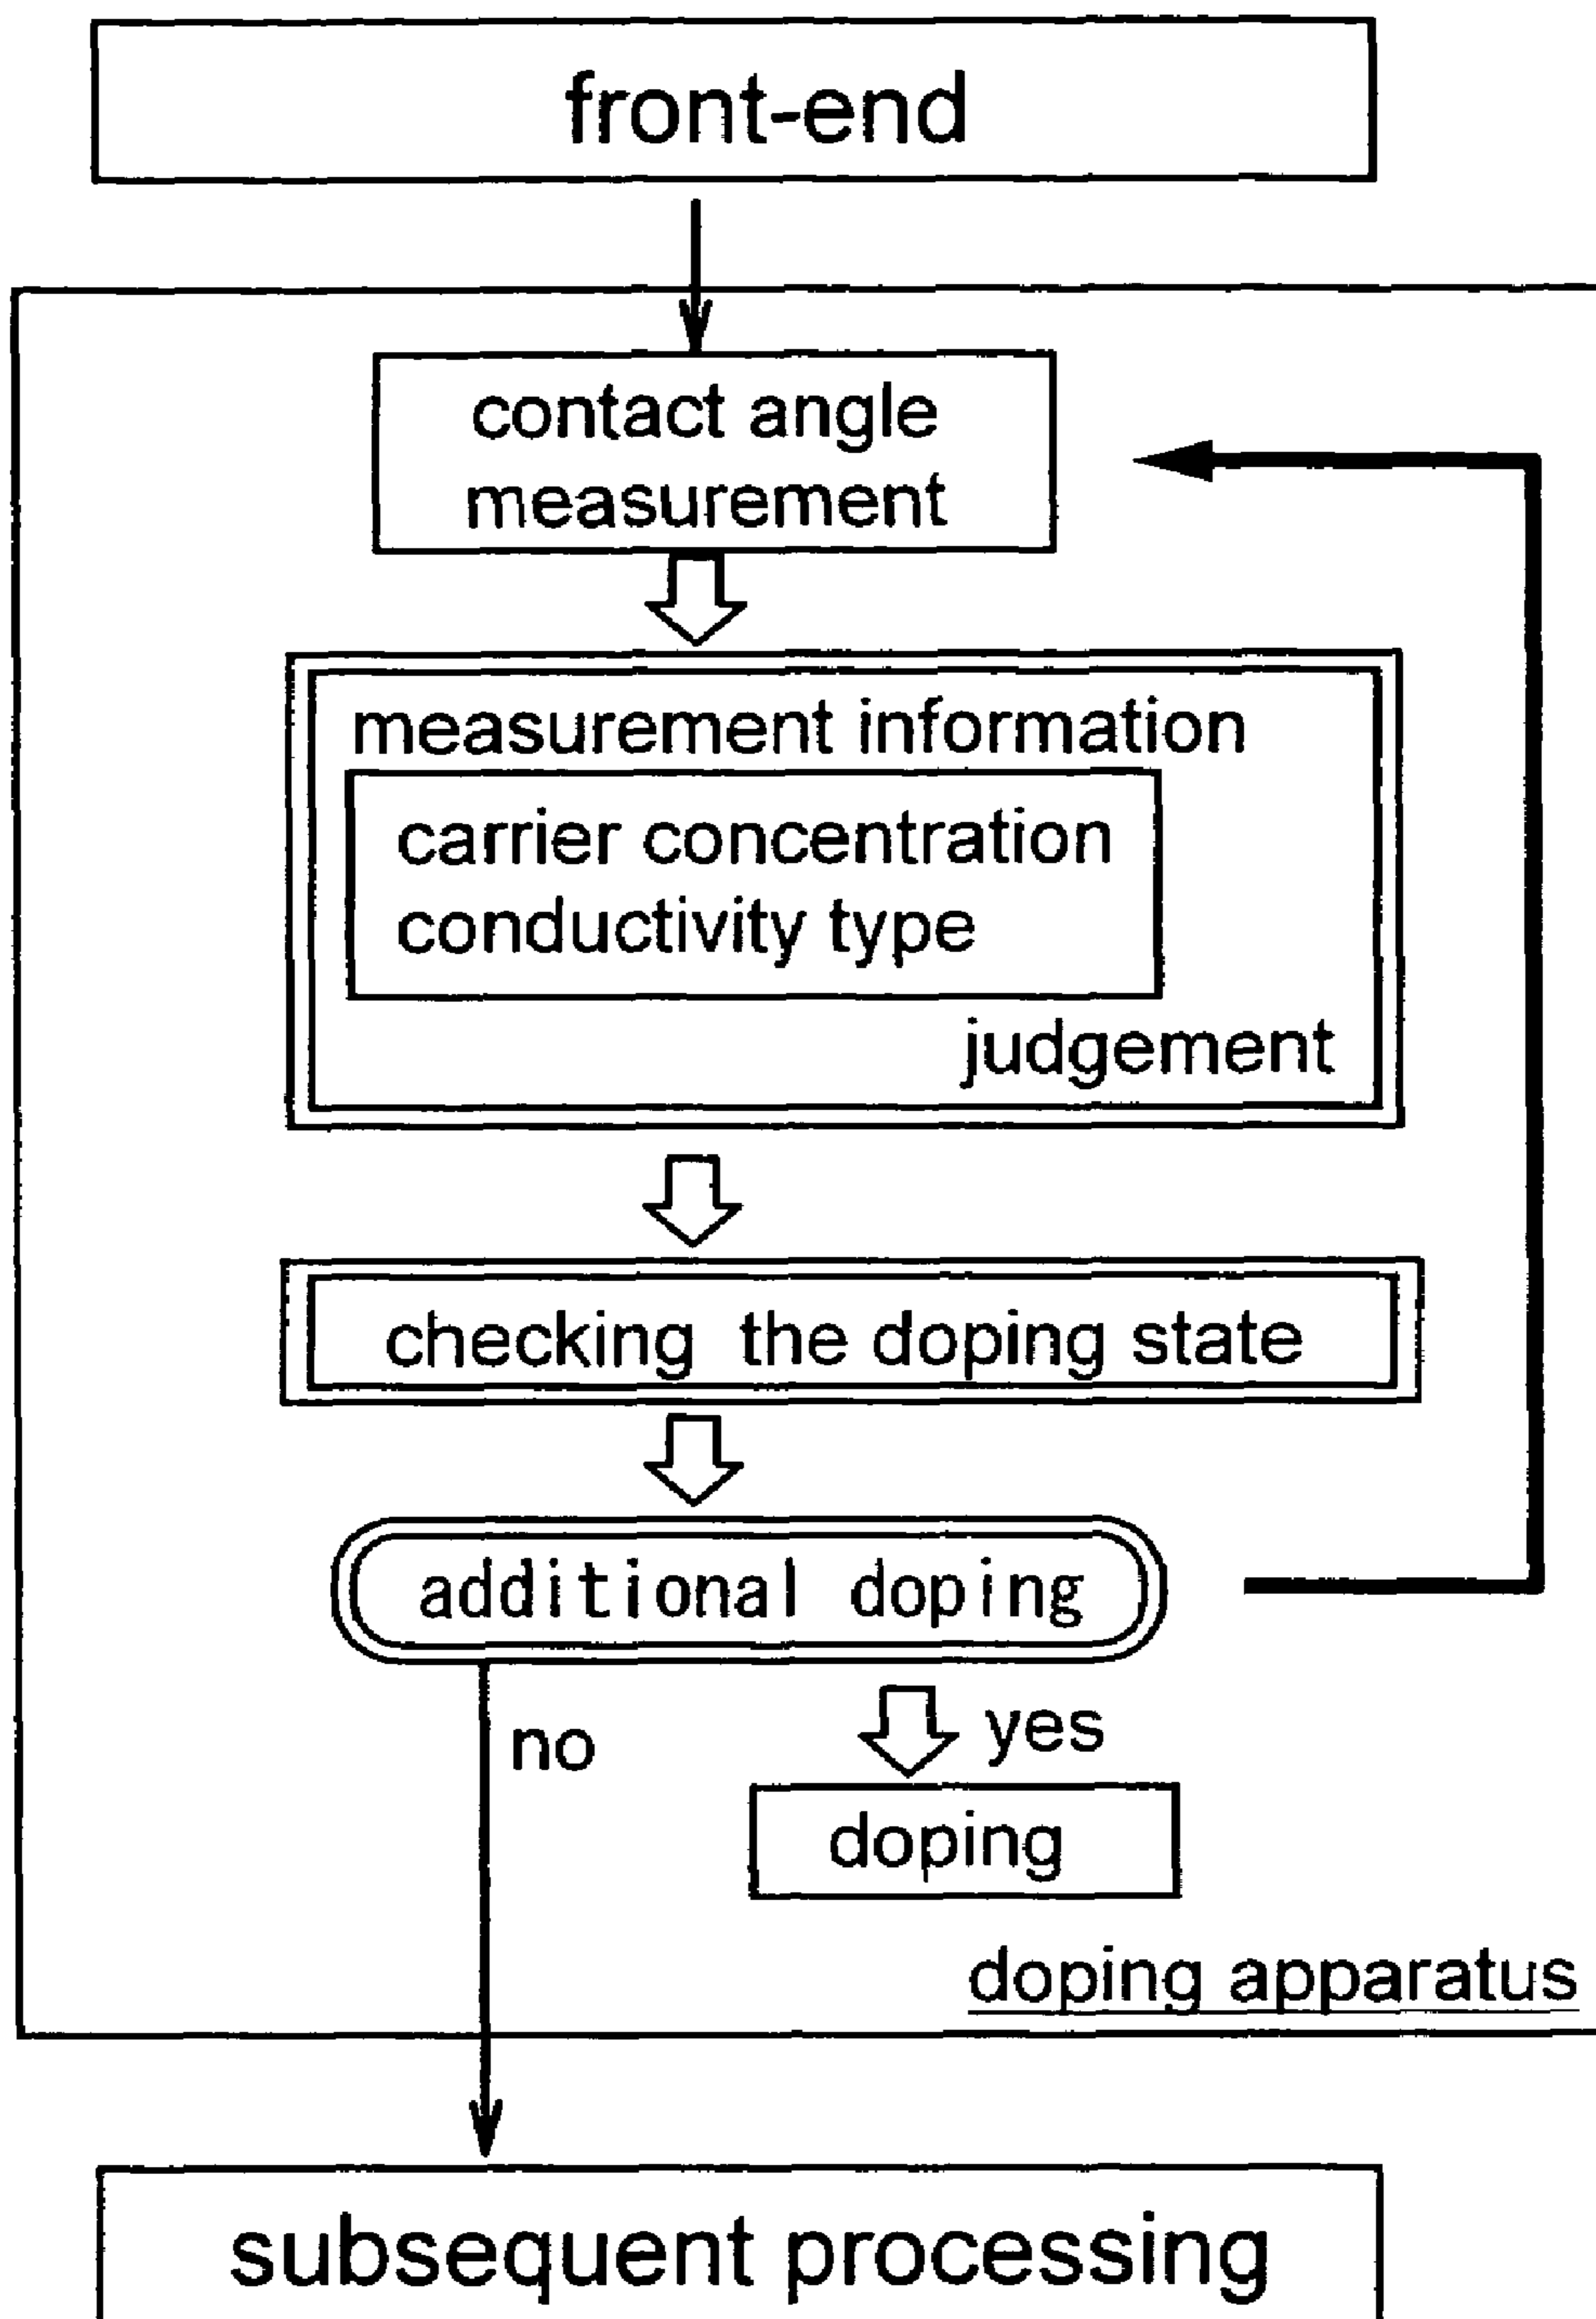 front-end
contact angle
measurement
measurement information
carrier concentration
conductivity type
judgement
checking the doping state
additional doping
no
yes
doping
doping apparatus
subsequent processing